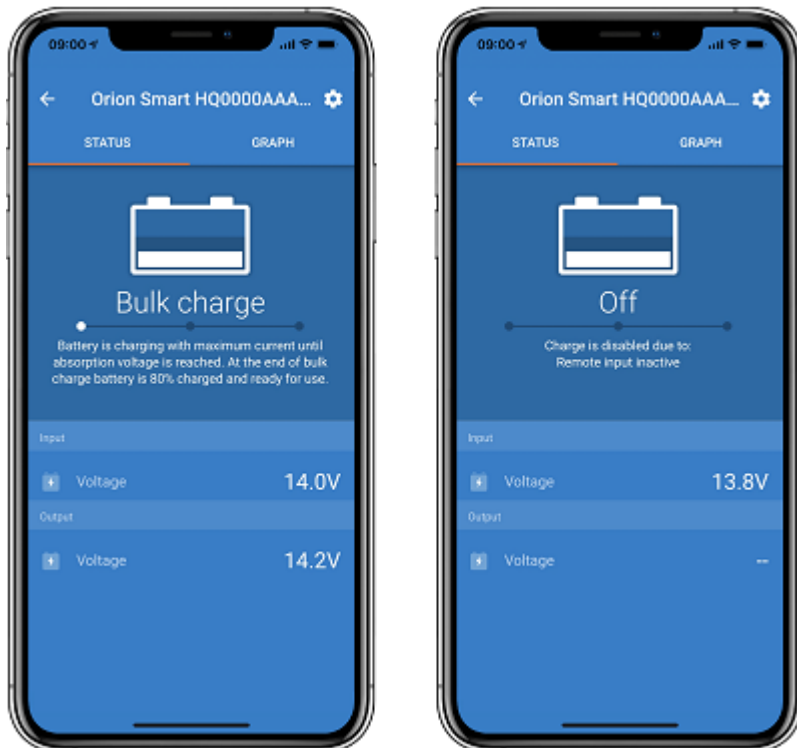 09:00
Orion Smart HQ0000AAA...
STATUS GRAPH
Bulk charge
Battery is charging with maximum current until
absorption voltage is reached. At the end of bulk
charge battery is 80% charged and ready for use.
Input
Voltage 14.0V
Output
Voltage 14.2V
09:00
Orion Smart HQ0000AAA...
STATUS GRAPH
Off
Charge is disabled due to:
Remote input inactive
Input
Voltage 13.8V
Output
Voltage --